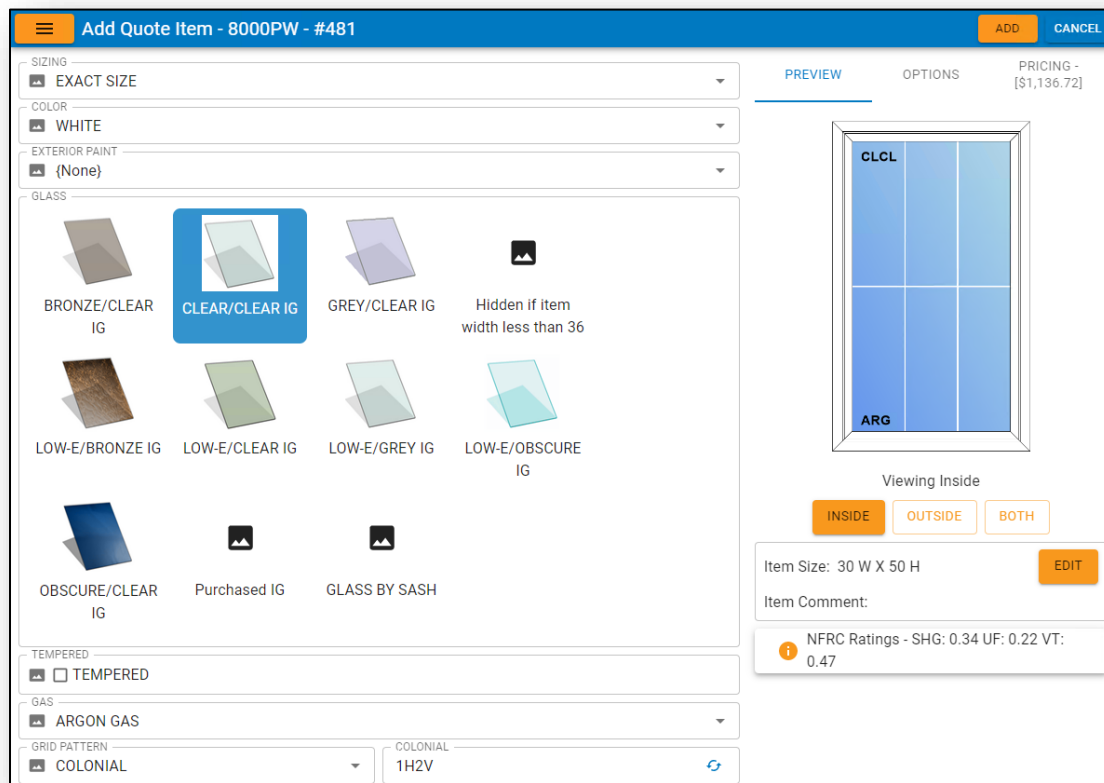 Add Quote Item - 8000PW - #481
ADD
CANCEL
SIZING
EXACT SIZE
COLOR
WHITE
EXTERIOR PAINT
{None}
GLASS
BRONZE/CLEAR
IG
CLEAR/CLEAR IG
GREY/CLEAR IG
Hidden if item
width less than 36
LOW-E/BRONZE IG
LOW-E/CLEAR IG
LOW-E/GREY IG
LOW-E/OBSCURE
IG
OBSCURE/CLEAR
IG
Purchased IG
GLASS BY SASH
TEMPERED
TEMPERED
GAS
ARGON GAS
GRID PATTERN
COLONIAL
COLONIAL
1H2V
PREVIEW
OPTIONS
PRICING -
[$1,136.72]
CLCL
ARG
Viewing Inside
INSIDE
OUTSIDE
BOTH
Item Size: 30 W X 50 H
EDIT
Item Comment:
NFRC Ratings - SHG: 0.34 UF: 0.22 VT:
0.47